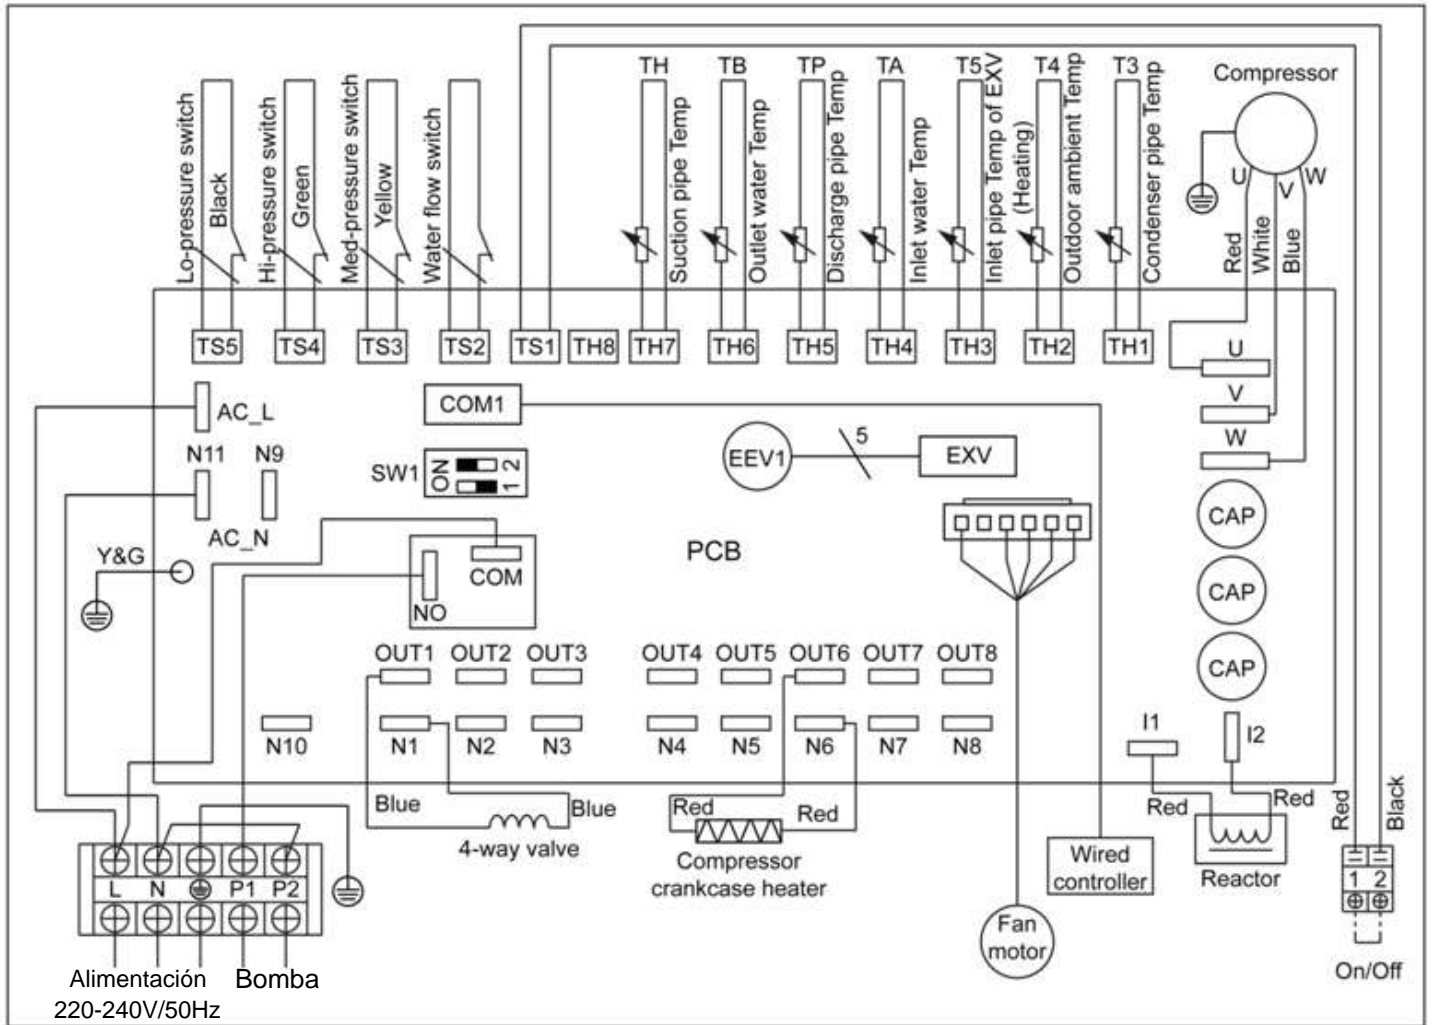 TH
TB
TP
TA
T5
T4
T3
Compressor
Lo-pressure switch
Black
Hi-pressure switch
Green
Med-pressure switch
Yellow
Water flow switch
Suction pipe Temp
Outlet water Temp
Discharge pipe Temp
Inlet water Temp
Inlet pipe Temp of EXV
(Heating)
Outdoor ambient Temp
Condenser pipe Temp
U
V
W
Red
White
Blue
TS5
TS4
TS3
TS2
TS1
TH8
TH7
TH6
TH5
TH4
TH3
TH2
TH1
U
V
W
AC_L
COM1
N11
N9
SW1
ON
1 2
EEV1
5
EXV
AC_N
CAP
CAP
CAP
Y&G
COM
NO
PCB
OUT1
OUT2
OUT3
OUT4
OUT5
OUT6
OUT7
OUT8
N10
N1
N2
N3
N4
N5
N6
N7
N8
I1
I2
Blue
Blue
4-way valve
Red
Red
Compressor
crankcase heater
Wired
controller
Red
Red
Reactor
Red
Black
1 2
On/Off
L
N
P1
P2
Fan
motor
Alimentación
220-240V/50Hz
Bomba